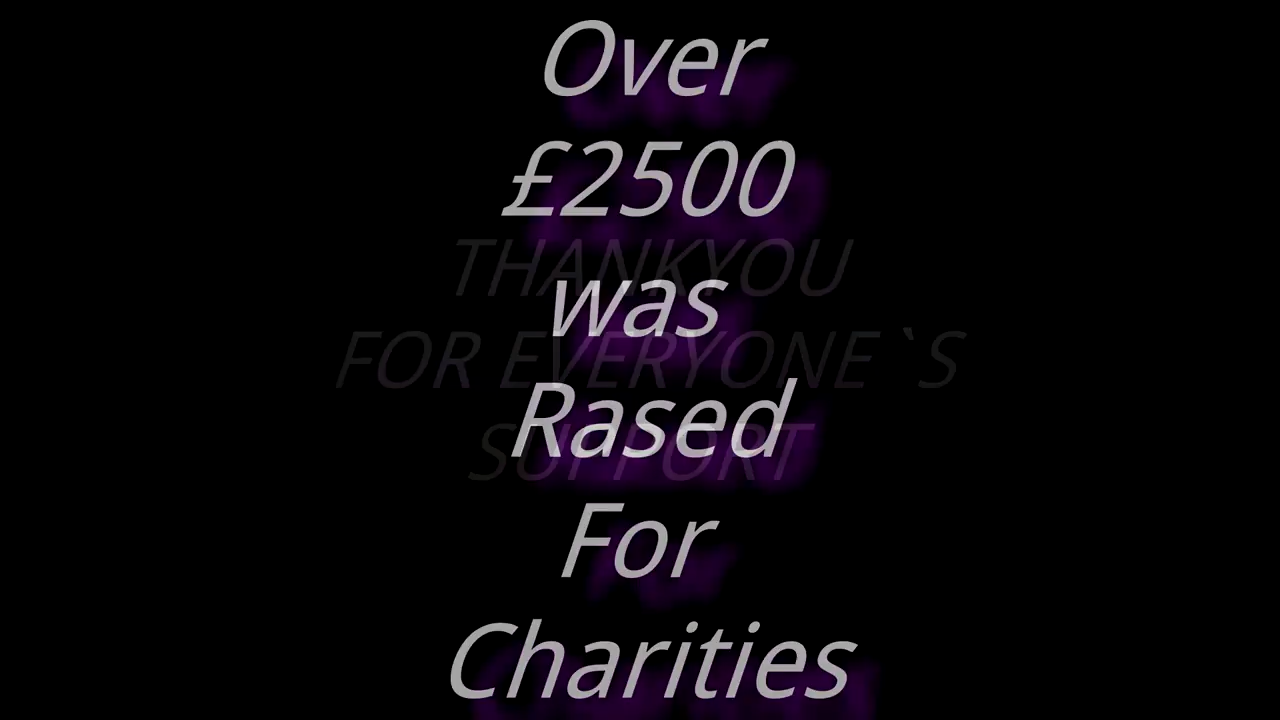 Over
£2500
THANKYOU
was
FOR EVERYONE`S
Rased
SUPPORT
For
Charities